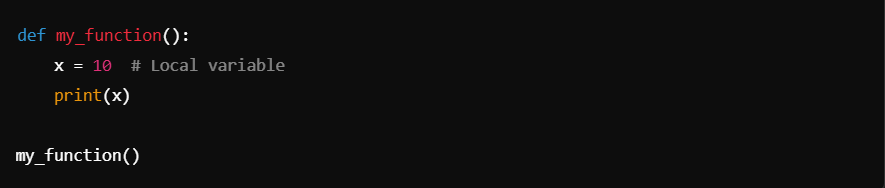 def my_function():
    x = 10  # Local variable
    print(x)

my_function()